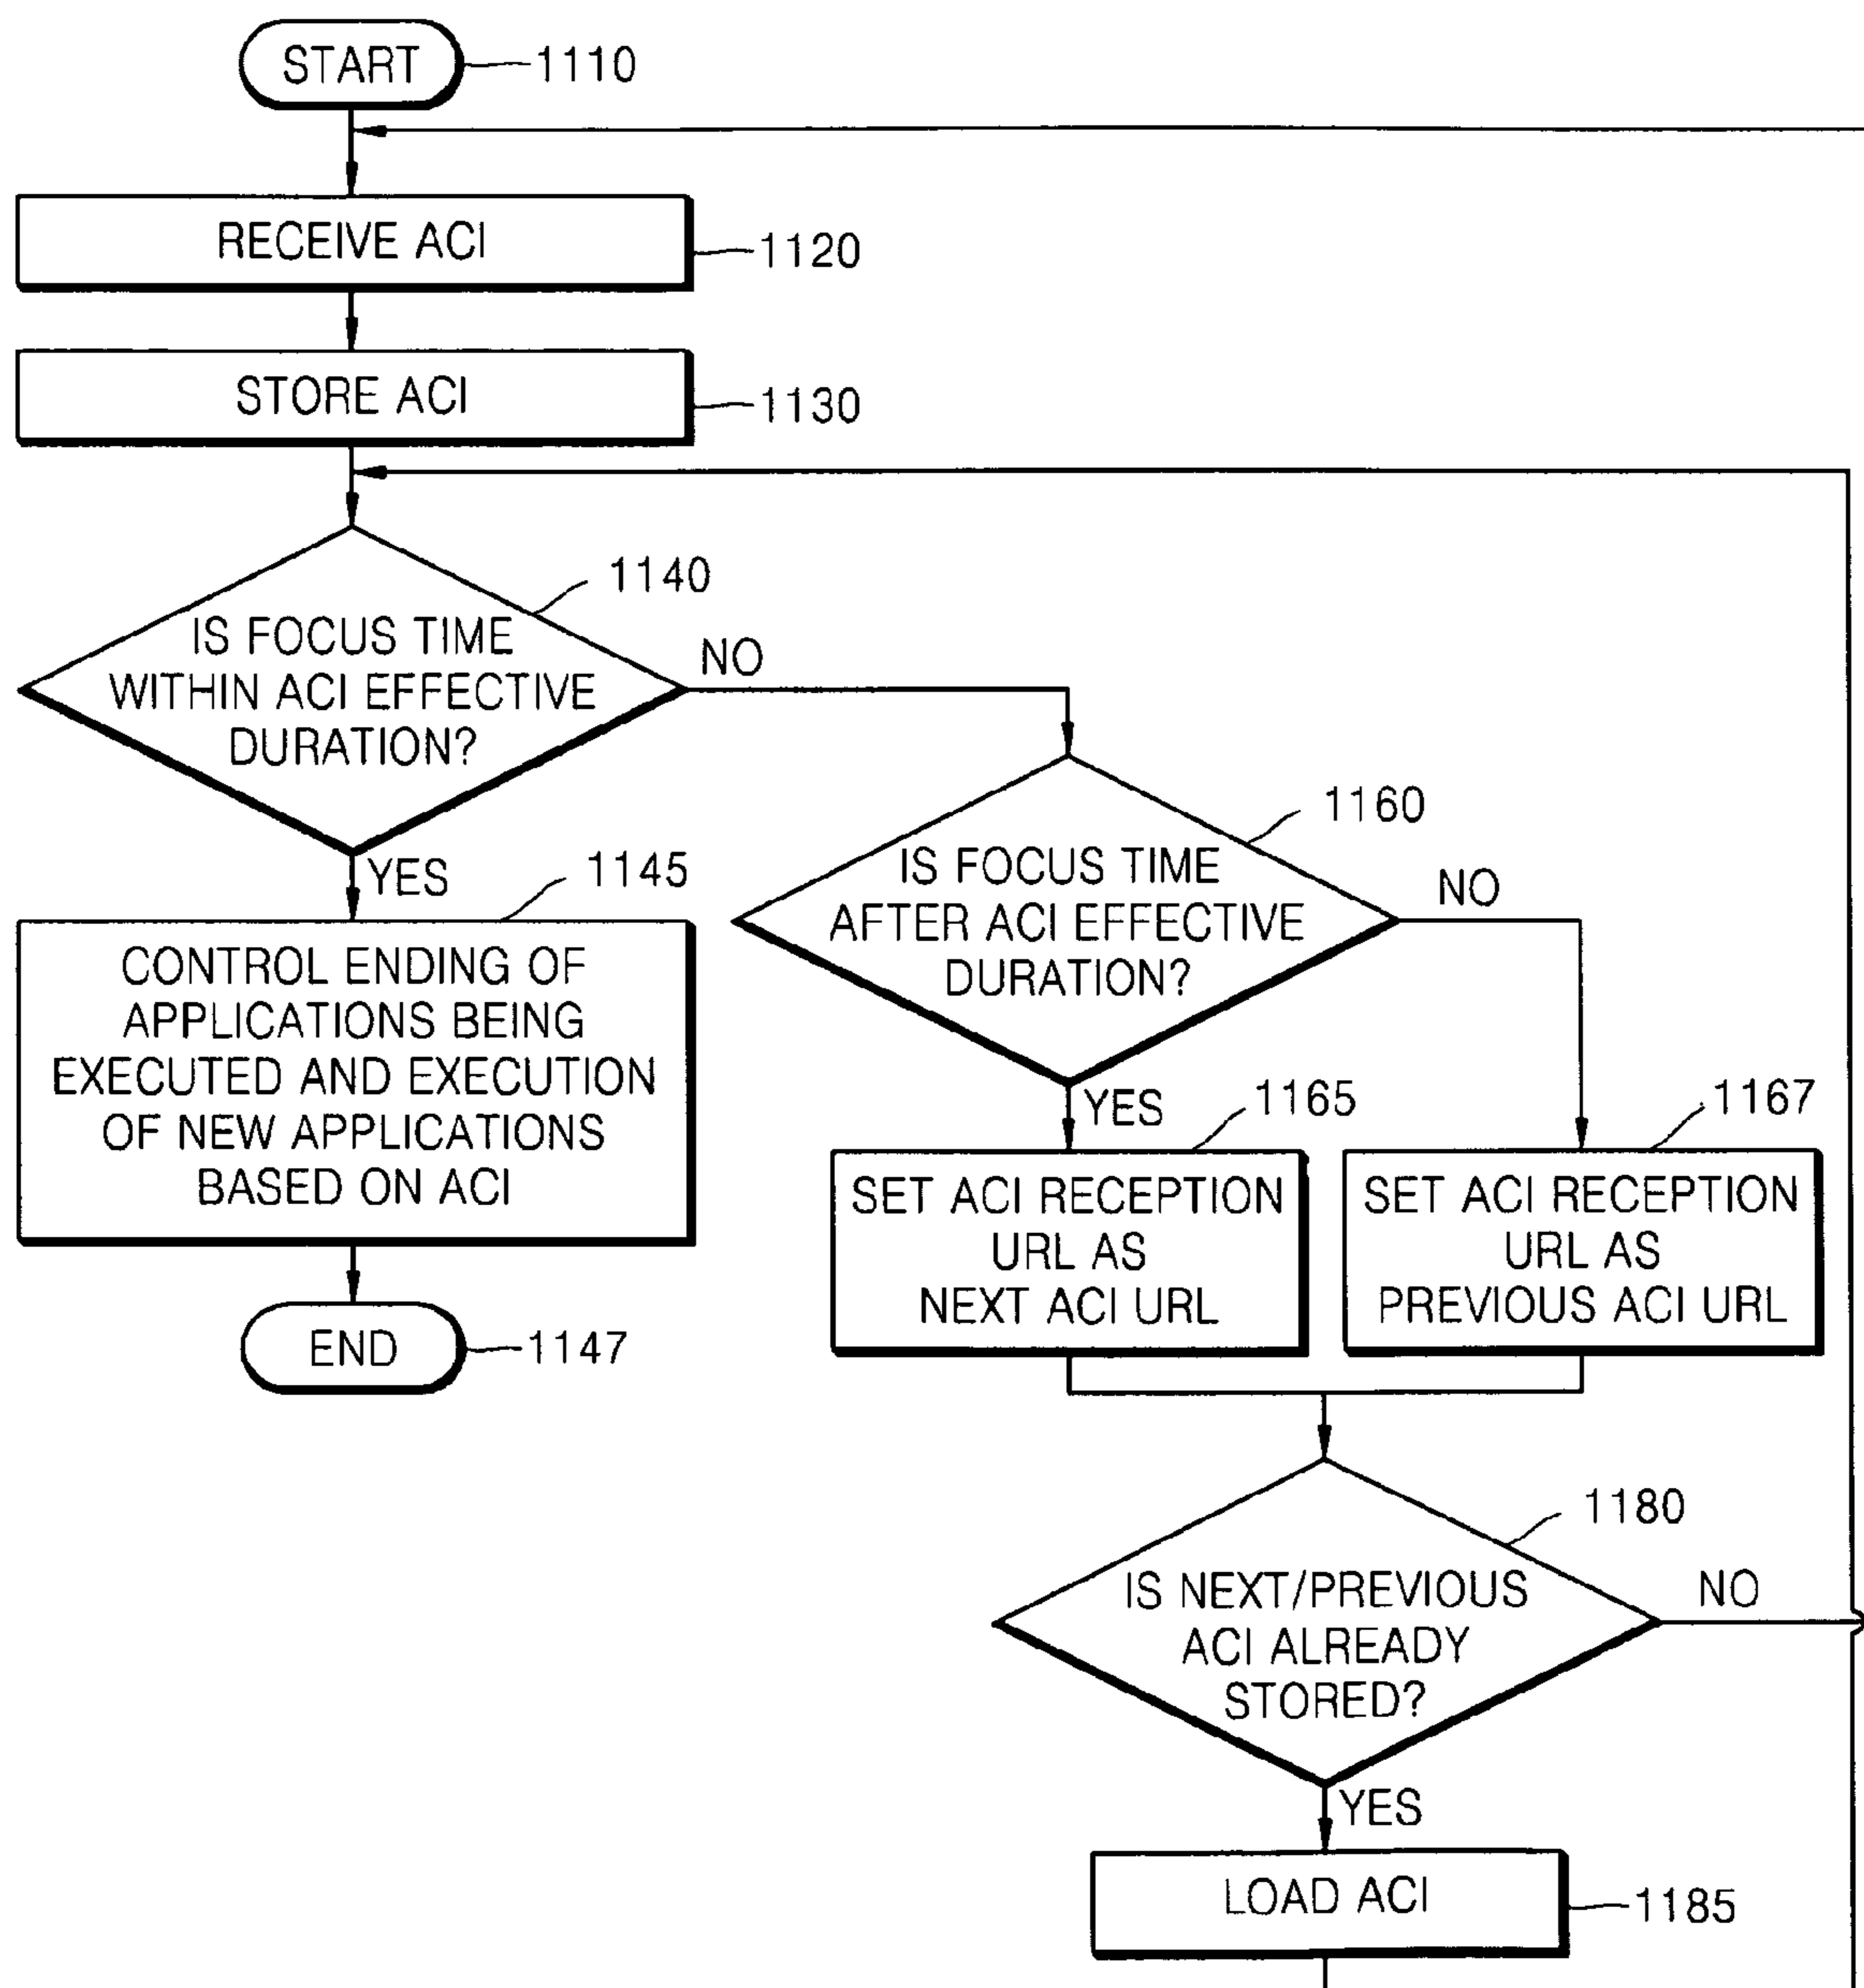 START
1110
RECEIVE ACI
1120
STORE ACI
1130
1140
IS FOCUS TIME
WITHIN ACI EFFECTIVE
DURATION?
NO
YES
1145
CONTROL ENDING OF
APPLICATIONS BEING
EXECUTED AND EXECUTION
OF NEW APPLICATIONS
BASED ON ACI
END
1147
1160
IS FOCUS TIME
AFTER ACI EFFECTIVE
DURATION?
NO
YES
1165
SET ACI RECEPTION
URL AS
NEXT ACI URL
1167
SET ACI RECEPTION
URL AS
PREVIOUS ACI URL
1180
IS NEXT/PREVIOUS
ACI ALREADY
STORED?
NO
YES
LOAD ACI
1185